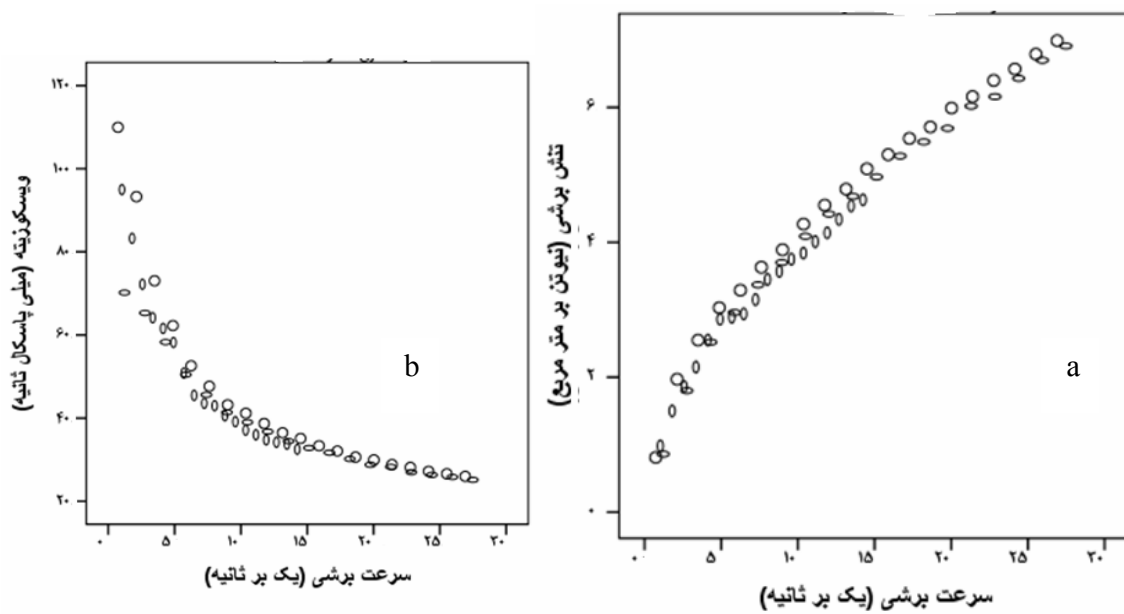 ویسکوزیته (میلی پاسکال ثانیه)
۱۲۰
۱۰۰
۸۰
۶۰
۴۰
۲۰
b
۰ ۵ ۱۰ ۱۵ ۲۰ ۲۵ ۳۰
سرعت برشی (یک بر ثانیه)
تنش برشی (نیوتن بر متر مربع)
۶
۴
۲
۰
a
۰ ۵ ۱۰ ۱۵ ۲۰ ۲۵ ۳۰
سرعت برشی (یک بر ثانیه)